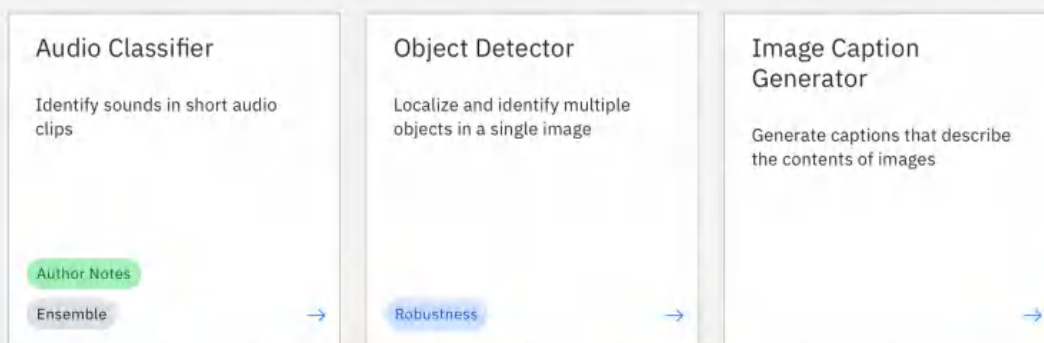 Audio Classifier
Identify sounds in short audio
clips
Author Notes
Ensemble
Object Detector
Localize and identify multiple
objects in a single image
Robustness
Image Caption
Generator
Generate captions that describe
the contents of images